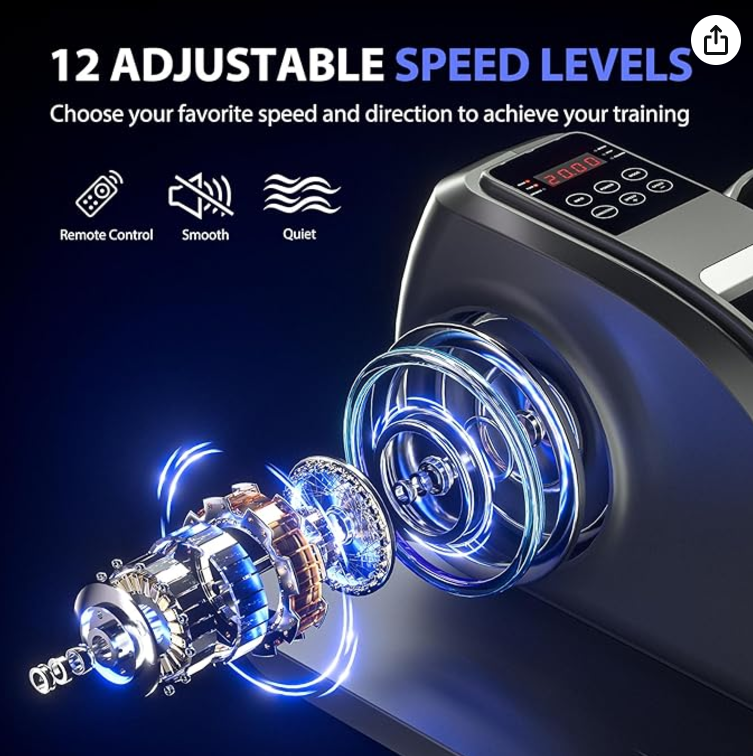 12 ADJUSTABLE SPEED LEVELS
Choose your favorite speed and direction to achieve your training
Remote Control
Smooth
Quiet
20:00